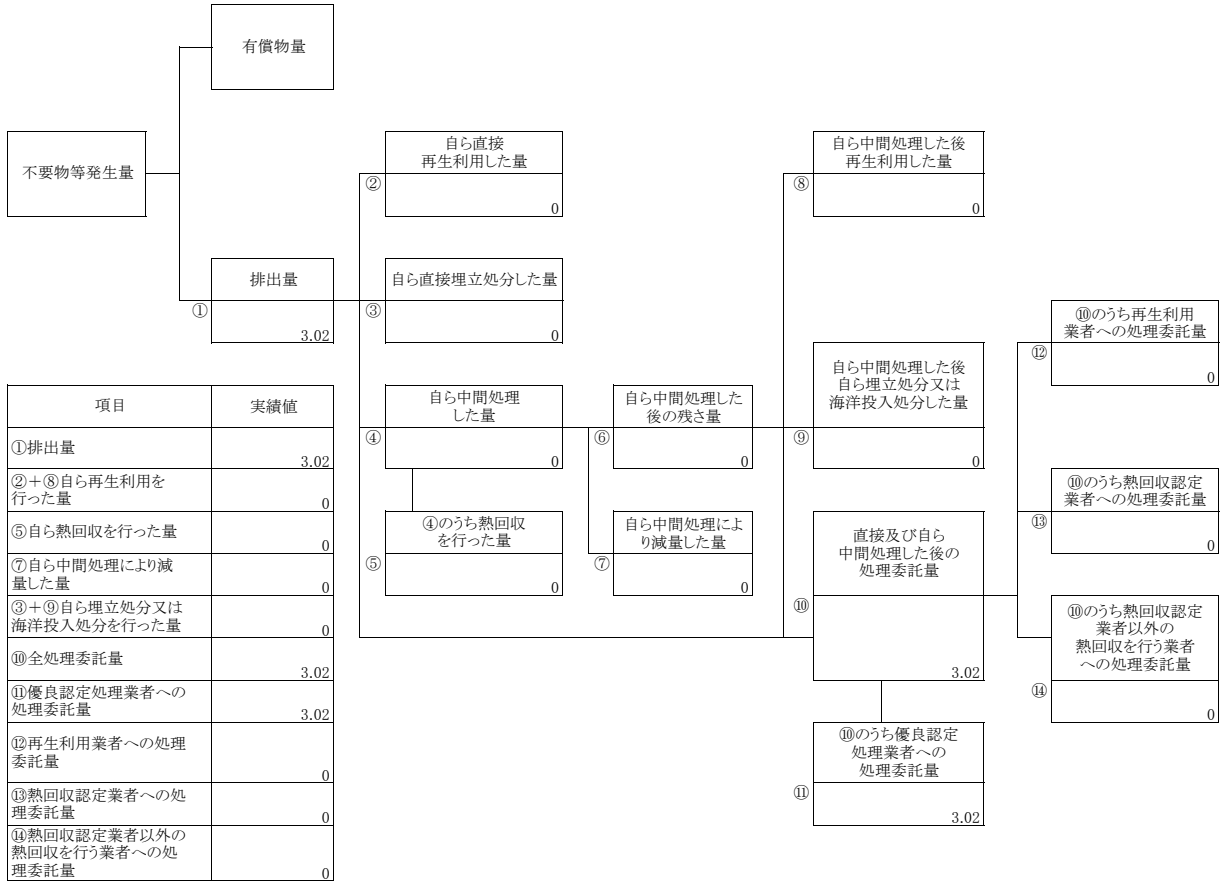 有償物量
不要物等発生量
自ら直接
再生利用した量
②
0
自ら中間処理した後
再生利用した量
⑧
0
排出量
①
3.02
自ら直接埋立処分した量
③
0
⑩のうち再生利用
業者への処理委託量
⑫
0
自ら中間処理
した量
④
0
自ら中間処理した
後の残さ量
⑥
0
自ら中間処理した後
自ら埋立処分又は
海洋投入処分した量
⑨
0
⑩のうち熱回収認定
業者への処理委託量
⑬
0
④のうち熱回収
を行った量
⑤
0
自ら中間処理によ
り減量した量
⑦
0
直接及び自ら
中間処理した後の
処理委託量
⑩
3.02
⑩のうち熱回収認定
業者以外の
熱回収を行う業者
への処理委託量
⑭
0
⑩のうち優良認定
処理業者への
処理委託量
⑪
3.02
項目 実績値
①排出量
3.02
②＋⑧自ら再生利用を
行った量
0
⑤自ら熱回収を行った量
0
⑦自ら中間処理により減
量した量
0
③＋⑨自ら埋立処分又は
海洋投入処分を行った量
0
⑩全処理委託量
3.02
⑪優良認定処理業者への
処理委託量
3.02
⑫再生利用業者への処理
委託量
0
⑬熱回収認定業者への処
理委託量
0
⑭熱回収認定業者以外の
熱回収を行う業者への処
理委託量
0